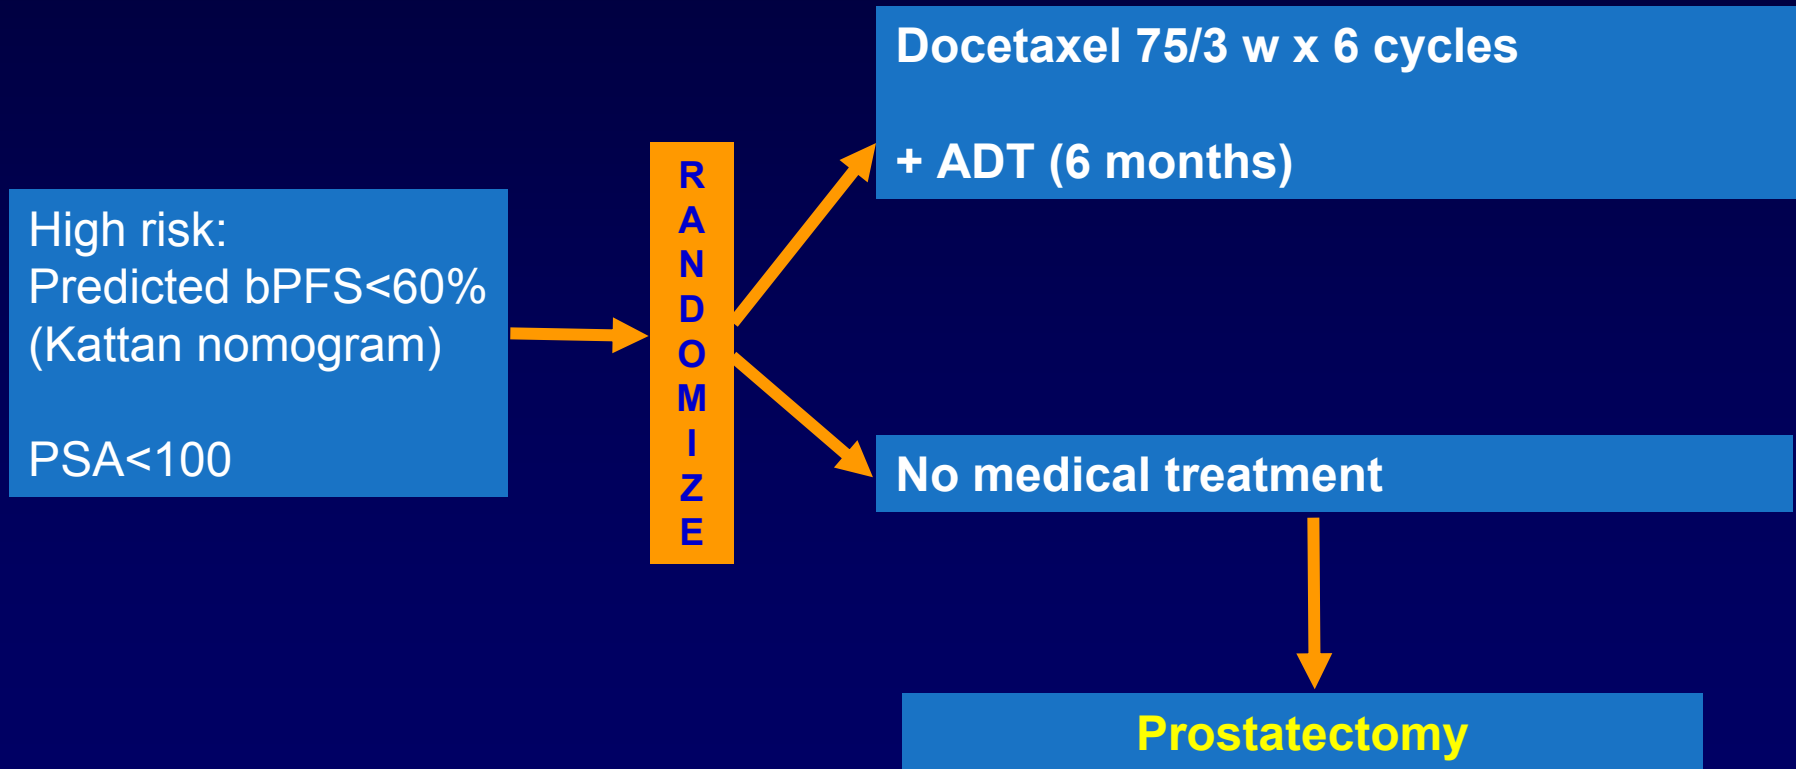 High risk:
Predicted bPFS<60%
(Kattan nomogram)
PSA<100
R
A
N
D
O
M
I
Z
E
Docetaxel 75/3 w x 6 cycles
+ ADT (6 months)
No medical treatment
Prostatectomy